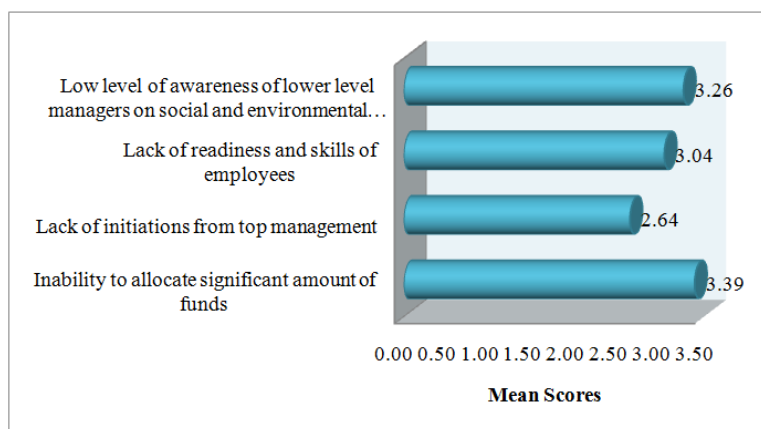 Low level of awareness of lower level
managers on social and environmental…
3.26
Lack of readiness and skills of
employees
3.04
Lack of initiations from top management
2.64
Inability to allocate significant amount of
funds
3.39
0.00 0.50 1.00 1.50 2.00 2.50 3.00 3.50
Mean Scores